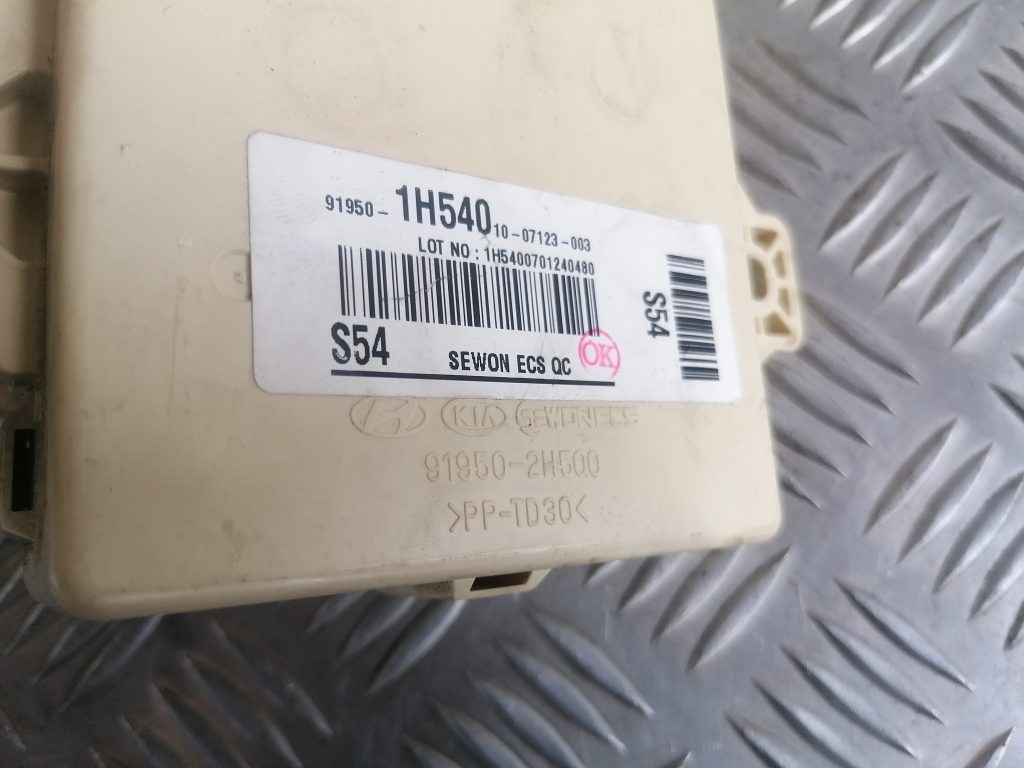 91950- 1H540 10-07123-003
LOT NO : 1H5400701240480
S54
SEWON ECS QC OK
S54
KIA SEWONECS
91950-2H500
>PP-TD30<